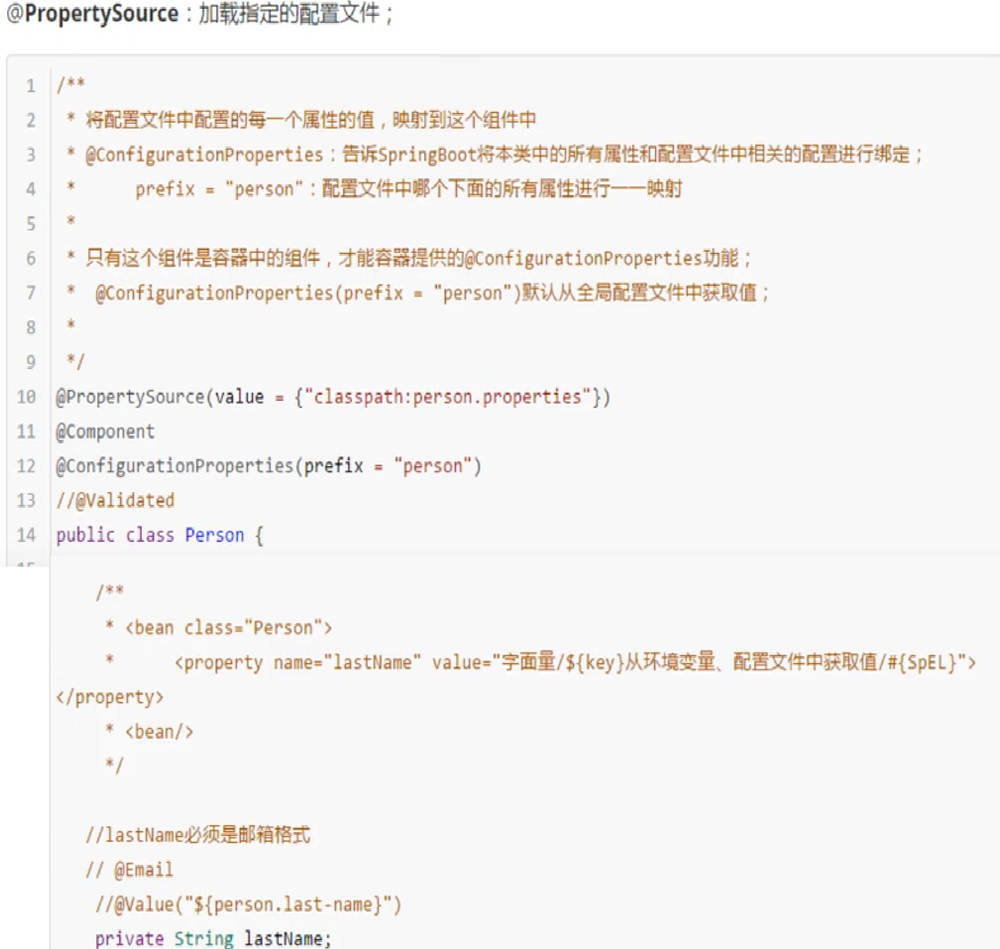 @PropertySource：加载指定的配置文件；
1 /**
2  * 将配置文件中配置的每一个属性的值，映射到这个组件中
3  * @ConfigurationProperties：告诉SpringBoot将本类中的所有属性和配置文件中相关的配置进行绑定；
4  *      prefix = "person"：配置文件中哪个下面的所有属性进行一一映射
5  *
6  * 只有这个组件是容器中的组件，才能容器提供的@ConfigurationProperties功能；
7  *  @ConfigurationProperties(prefix = "person")默认从全局配置文件中获取值；
8  *
9  */
10 @PropertySource(value = {"classpath:person.properties"})
11 @Component
12 @ConfigurationProperties(prefix = "person")
13 //@Validated
14 public class Person {
    /**
     * <bean class="Person">
     *      <property name="lastName" value="字面量/${key}从环境变量、配置文件中获取值/#{SpEL}">
</property>
     * <bean/>
     */
   //lastName必须是邮箱格式
   // @Email
    //@Value("${person.last-name}")
    private String lastName;